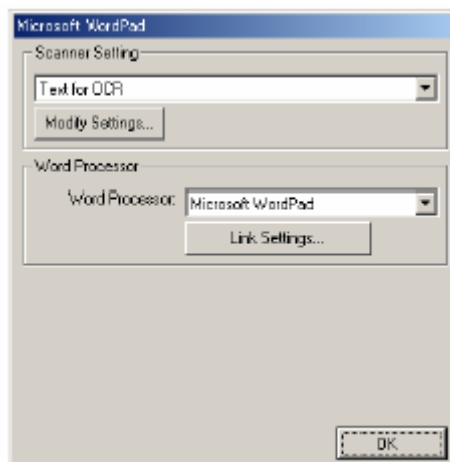 Microsoft WordPad
Scanner Setting
Text for OCR
Modify Settings...
Word Processor
Word Processor: Microsoft WordPad
Link Settings...
OK